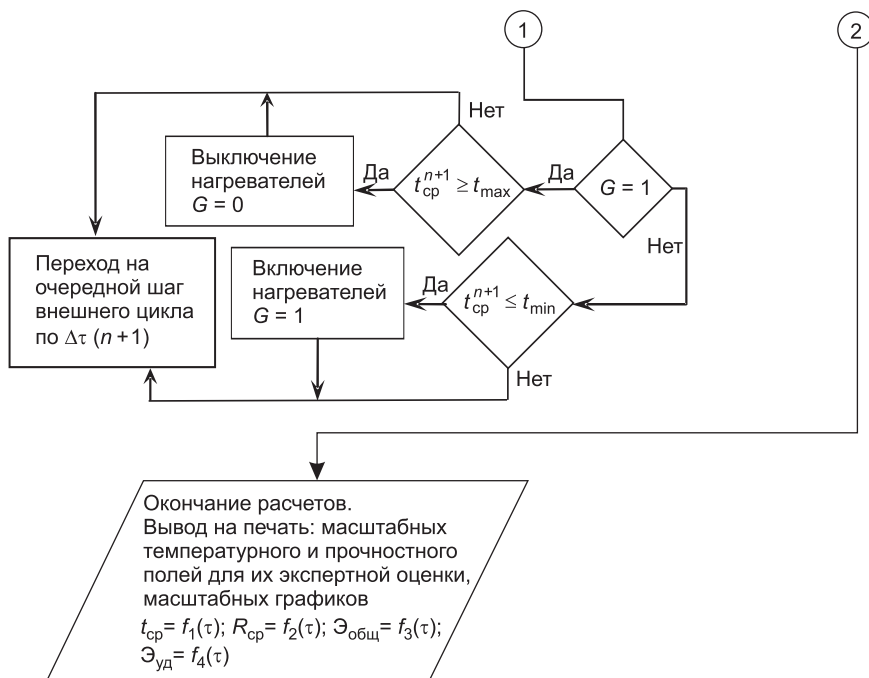 1
2
Нет
Выключение
нагревателей
G = 0
Да
t_ср^{n+1} ≥ t_max
Да
G = 1
Нет
Переход на
очередной шаг
внешнего цикла
по Δτ (n+1)
Включение
нагревателей
G = 1
Да
t_ср^{n+1} ≤ t_min
Нет
Окончание расчетов.
Вывод на печать: масштабных
температурного и прочностного
полей для их экспертной оценки,
масштабных графиков
t_ср= f_1(τ); R_ср= f_2(τ); Э_общ= f_3(τ);
Э_уд= f_4(τ)